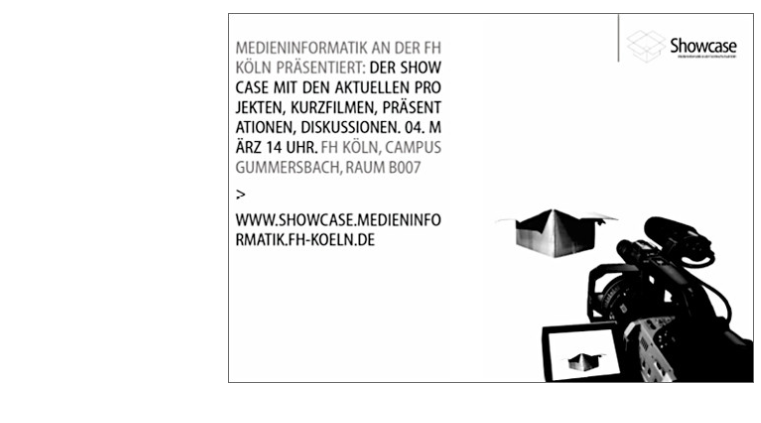 MEDIENINFORMATIK AN DER FH
KÖLN PRÄSENTIERT: DER SHOW
CASE MIT DEN AKTUELLEN PRO
JEKTEN, KURZFILMEN, PRÄSENT
ATIONEN, DISKUSSIONEN. 04. M
ÄRZ 14 UHR. FH KÖLN, CAMPUS
GUMMERSBACH, RAUM B007
>
WWW.SHOWCASE.MEDIENINFO
RMATIK.FH-KOELN.DE
Showcase